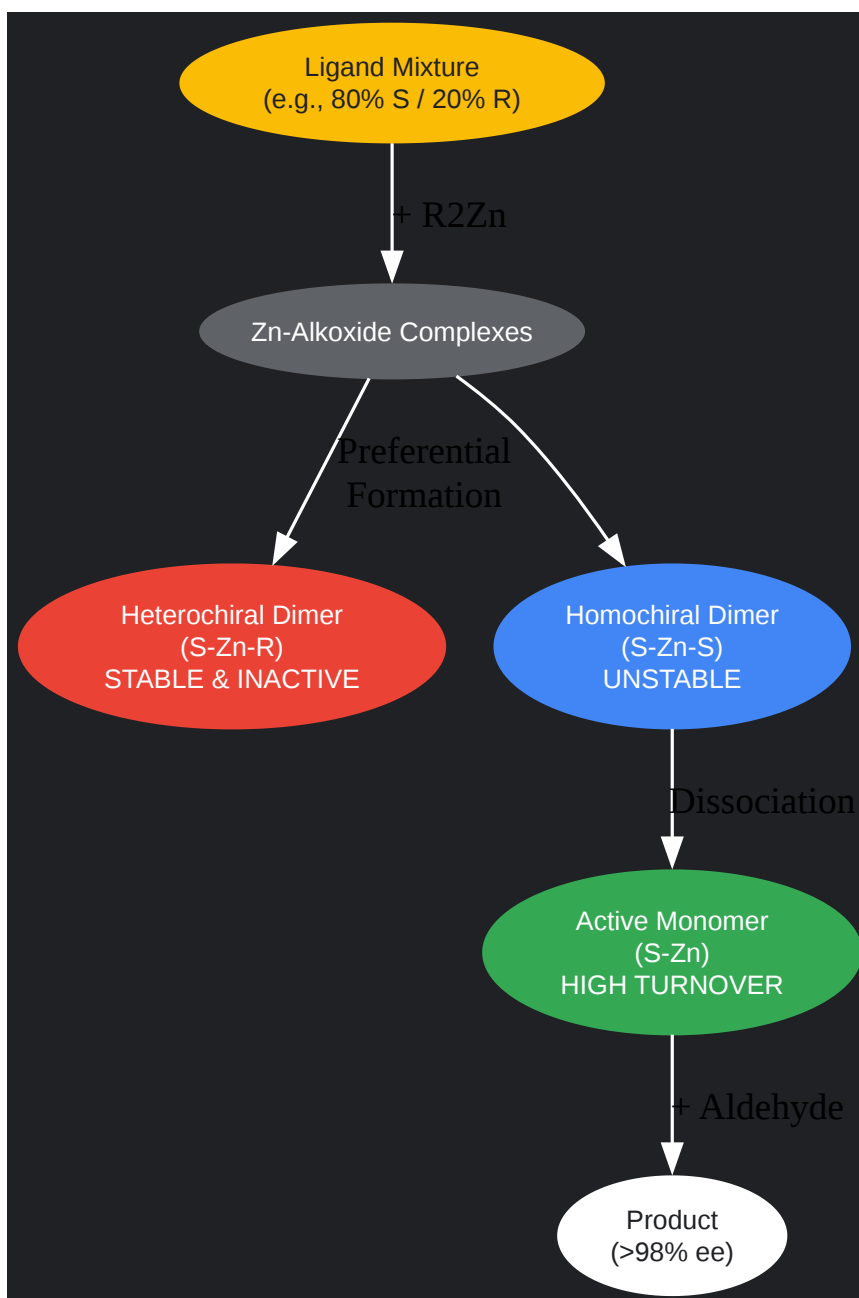 Ligand Mixture
(e.g., 80% S / 20% R)
+ R2Zn
Zn-Alkoxide Complexes
Preferential
Formation
Heterochiral Dimer
(S-Zn-R)
STABLE & INACTIVE
Homochiral Dimer
(S-Zn-S)
UNSTABLE
Dissociation
Active Monomer
(S-Zn)
HIGH TURNOVER
+ Aldehyde
Product
(>98% ee)